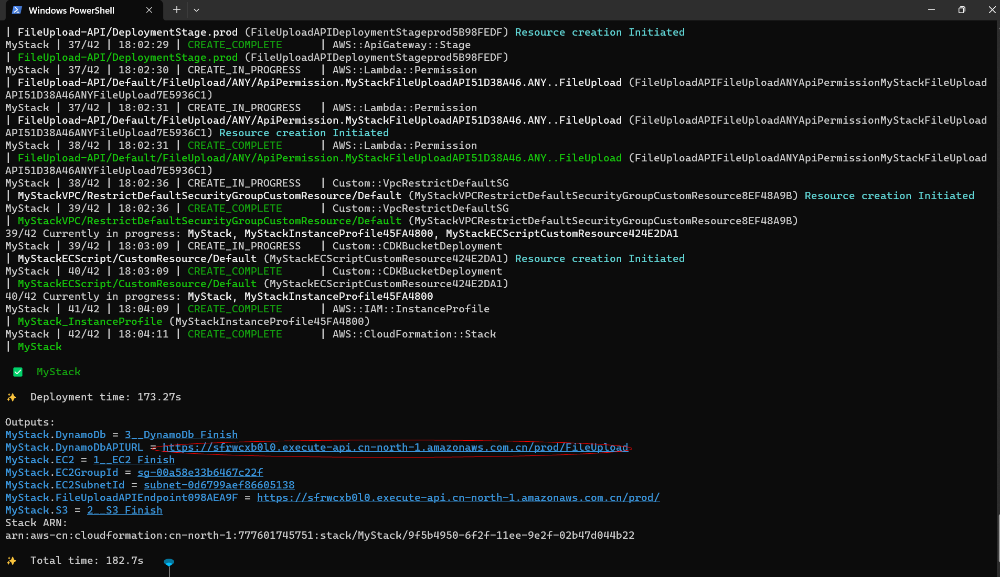 Windows PowerShell
| FileUpload-API/DeploymentStage.prod (FileUploadAPIDeploymentStageprod5B98FEDF) Resource creation Initiated
MyStack | 37/42 | 18:02:29 | CREATE_COMPLETE      | AWS::ApiGateway::Stage
| FileUpload-API/DeploymentStage.prod (FileUploadAPIDeploymentStageprod5B98FEDF)
MyStack | 37/42 | 18:02:30 | CREATE_IN_PROGRESS   | AWS::Lambda::Permission
| FileUpload-API/Default/FileUpload/ANY/ApiPermission.MyStackFileUploadAPI51D38A46.ANY..FileUpload (FileUploadAPIFileUploadANYApiPermissionMyStackFileUpload
API51D38A46ANYFileUpload7E5936C1)
MyStack | 37/42 | 18:02:31 | CREATE_IN_PROGRESS   | AWS::Lambda::Permission
| FileUpload-API/Default/FileUpload/ANY/ApiPermission.MyStackFileUploadAPI51D38A46.ANY..FileUpload (FileUploadAPIFileUploadANYApiPermissionMyStackFileUpload
API51D38A46ANYFileUpload7E5936C1) Resource creation Initiated
MyStack | 38/42 | 18:02:31 | CREATE_COMPLETE      | AWS::Lambda::Permission
| FileUpload-API/Default/FileUpload/ANY/ApiPermission.MyStackFileUploadAPI51D38A46.ANY..FileUpload (FileUploadAPIFileUploadANYApiPermissionMyStackFileUpload
API51D38A46ANYFileUpload7E5936C1)
MyStack | 38/42 | 18:02:36 | CREATE_IN_PROGRESS   | Custom::VpcRestrictDefaultSG
| MyStackVPC/RestrictDefaultSecurityGroupCustomResource/Default (MyStackVPCRestrictDefaultSecurityGroupCustomResource8EF48A9B) Resource creation Initiated
MyStack | 39/42 | 18:02:36 | CREATE_COMPLETE      | Custom::VpcRestrictDefaultSG
| MyStackVPC/RestrictDefaultSecurityGroupCustomResource/Default (MyStackVPCRestrictDefaultSecurityGroupCustomResource8EF48A9B)
39/42 Currently in progress: MyStack, MyStackInstanceProfile45FA4800, MyStackECScriptCustomResource424E2DA1
MyStack | 39/42 | 18:03:09 | CREATE_IN_PROGRESS   | Custom::CDKBucketDeployment
| MyStackECScript/CustomResource/Default (MyStackECScriptCustomResource424E2DA1) Resource creation Initiated
MyStack | 40/42 | 18:03:09 | CREATE_COMPLETE      | Custom::CDKBucketDeployment
| MyStackECScript/CustomResource/Default (MyStackECScriptCustomResource424E2DA1)
40/42 Currently in progress: MyStack, MyStackInstanceProfile45FA4800
MyStack | 41/42 | 18:04:09 | CREATE_COMPLETE      | AWS::IAM::InstanceProfile
| MyStack_InstanceProfile (MyStackInstanceProfile45FA4800)
MyStack | 42/42 | 18:04:11 | CREATE_COMPLETE      | AWS::CloudFormation::Stack
| MyStack
✅  MyStack
✨  Deployment time: 173.27s
Outputs:
MyStack.DynamoDb = 3__DynamoDb Finish
MyStack.DynamoDbAPIURL = https://sfrwcxb0l0.execute-api.cn-north-1.amazonaws.com.cn/prod/FileUpload
MyStack.EC2 = 1__EC2 Finish
MyStack.EC2GroupId = sg-00a58e33b6467c22f
MyStack.EC2SubnetId = subnet-0d6799aef86605138
MyStack.FileUploadAPIEndpoint098AEA9F = https://sfrwcxb0l0.execute-api.cn-north-1.amazonaws.com.cn/prod/
MyStack.S3 = 2__S3 Finish
Stack ARN:
arn:aws-cn:cloudformation:cn-north-1:777601745751:stack/MyStack/9f5b4950-6f2f-11ee-9e2f-02b47d044b22
✨  Total time: 182.7s